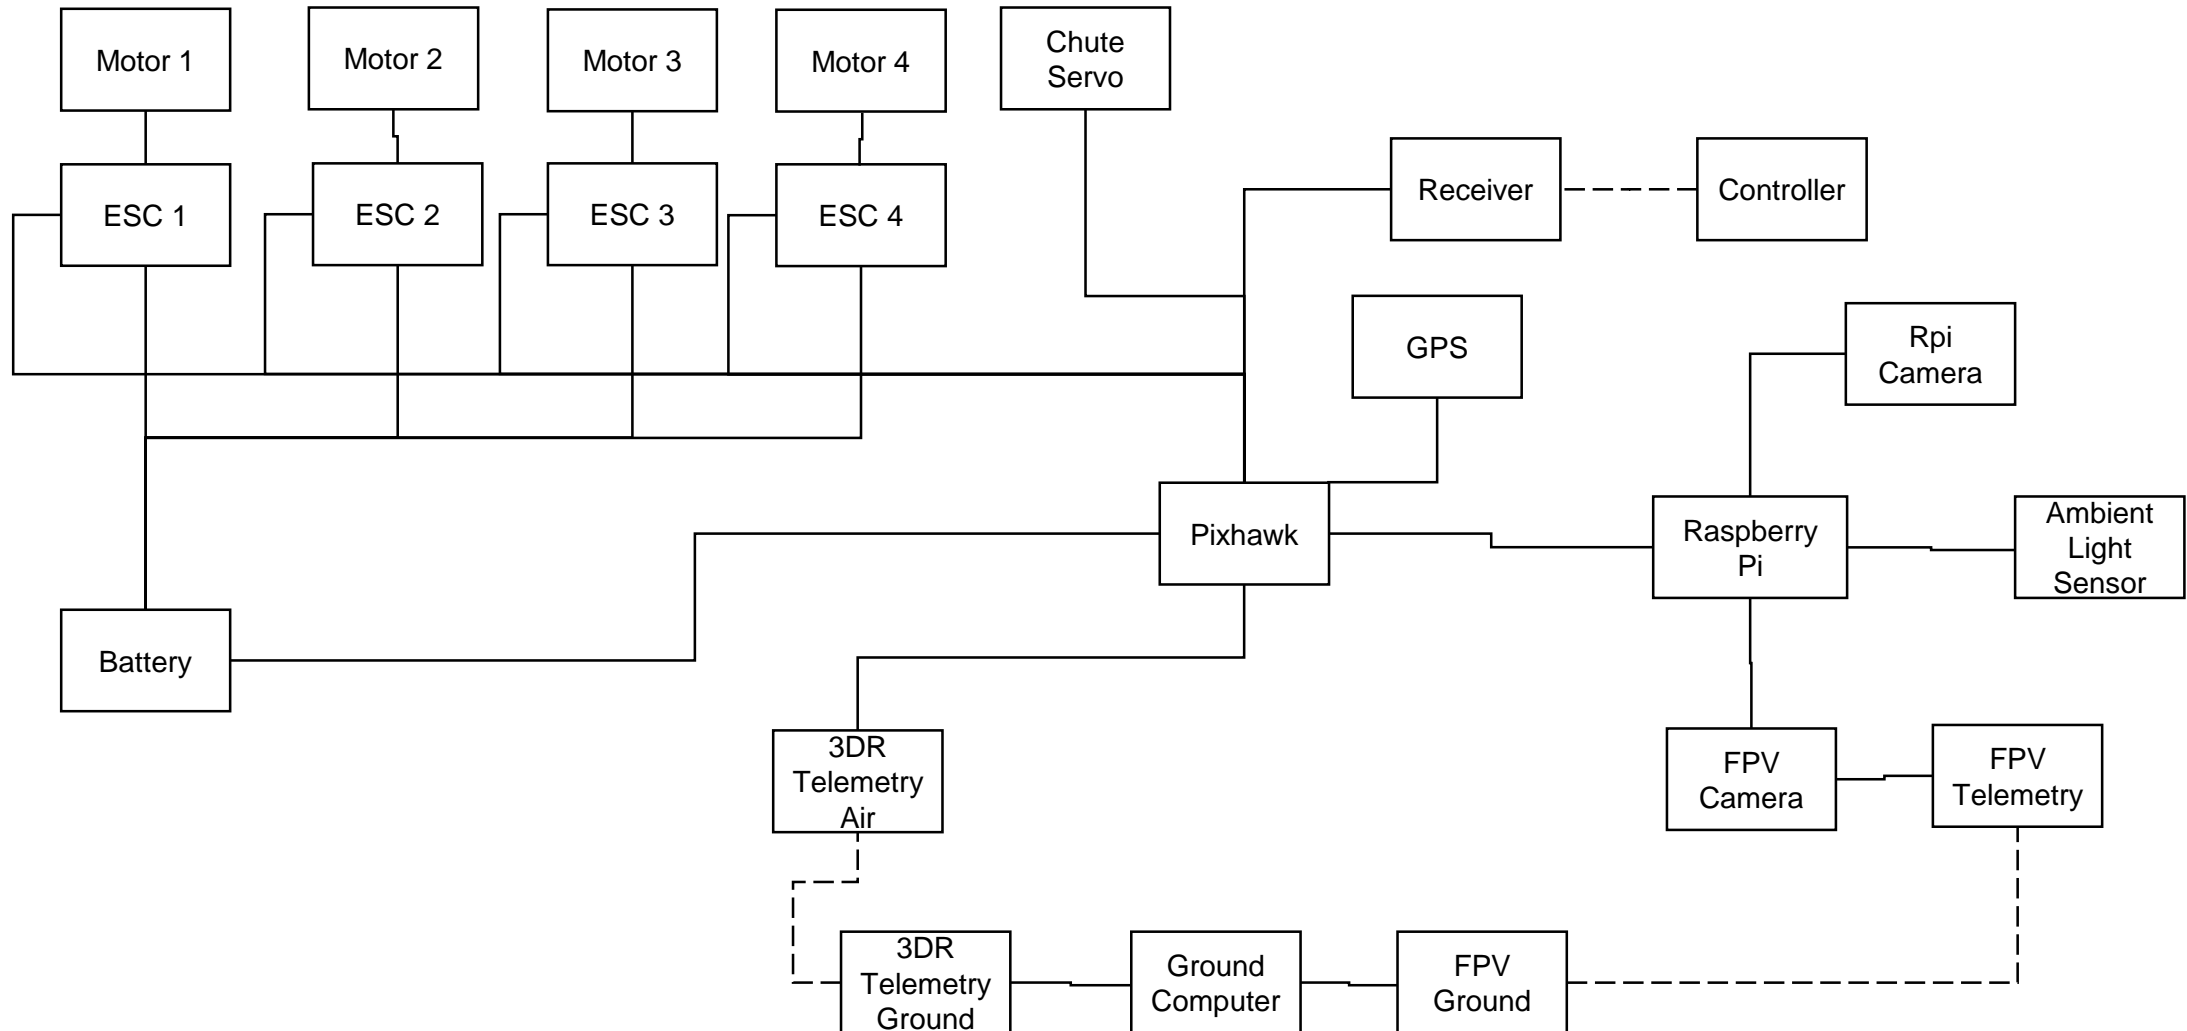 Motor 1
Motor 2
Motor 3
Motor 4
Chute
Servo
Receiver
Controller
ESC 1
ESC 2
ESC 3
ESC 4
GPS
Rpi
Camera
Pixhawk
Raspberry
Pi
Ambient
Light
Sensor
Battery
3DR
Telemetry
Air
FPV
Camera
FPV
Telemetry
3DR
Telemetry
Ground
Ground
Computer
FPV
Ground